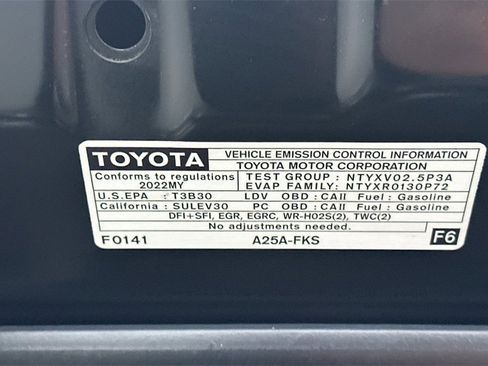 TOYOTA VEHICLE EMISSION CONTROL INFORMATION
TOYOTA MOTOR CORPORATION
Conforms to regulations TEST GROUP : NTYXV02.5P3A
2022MY EVAP FAMILY: NTYXR0130P72
U.S.EPA : T3B30 LDV OBD : CAII Fuel : Gasoline
California : SULEV30 PC OBD : CAII Fuel : Gasoline
DFI+SFI, EGR, EGRC, WR-HO2S(2), TWC(2)
No adjustments needed.
F0141 A25A-FKS F6